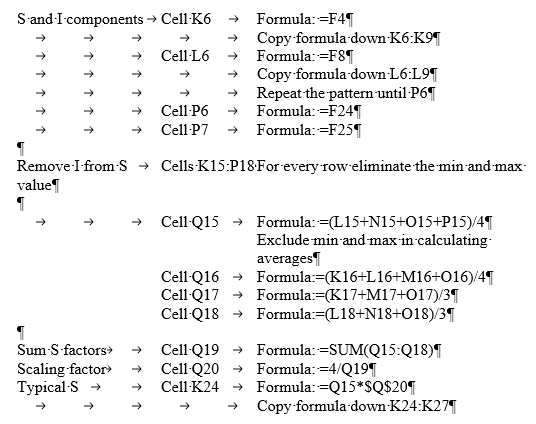 S and I components → Cell K6 → Formula: =F4¶
→ → → → → Copy formula down K6:K9¶
→ → → Cell L6 → Formula: =F8¶
→ → → → → Copy formula down L6:L9¶
→ → → → → Repeat the pattern until P6¶
→ → → Cell P6 → Formula: =F24¶
→ → → Cell P7 → Formula: =F25¶
¶
Remove I from S → Cells K15:P18 For every row eliminate the min and max
value¶
¶
→ → → Cell Q15 → Formula: =(L15+N15+O15+P15)/4¶
Exclude min and max in calculating
averages¶
Cell Q16 → Formula:=(K16+L16+M16+O16)/4¶
Cell Q17 → Formula:=(K17+M17+O17)/3¶
Cell Q18 → Formula:=(L18+N18+O18)/3¶
¶
Sum S factors→ → Cell Q19 → Formula: =SUM(Q15:Q18)¶
Scaling factor→ → Cell Q20 → Formula: =4/Q19¶
Typical S → → Cell K24 → Formula: =Q15*$Q$20¶
→ → → → → Copy formula down K24:K27¶